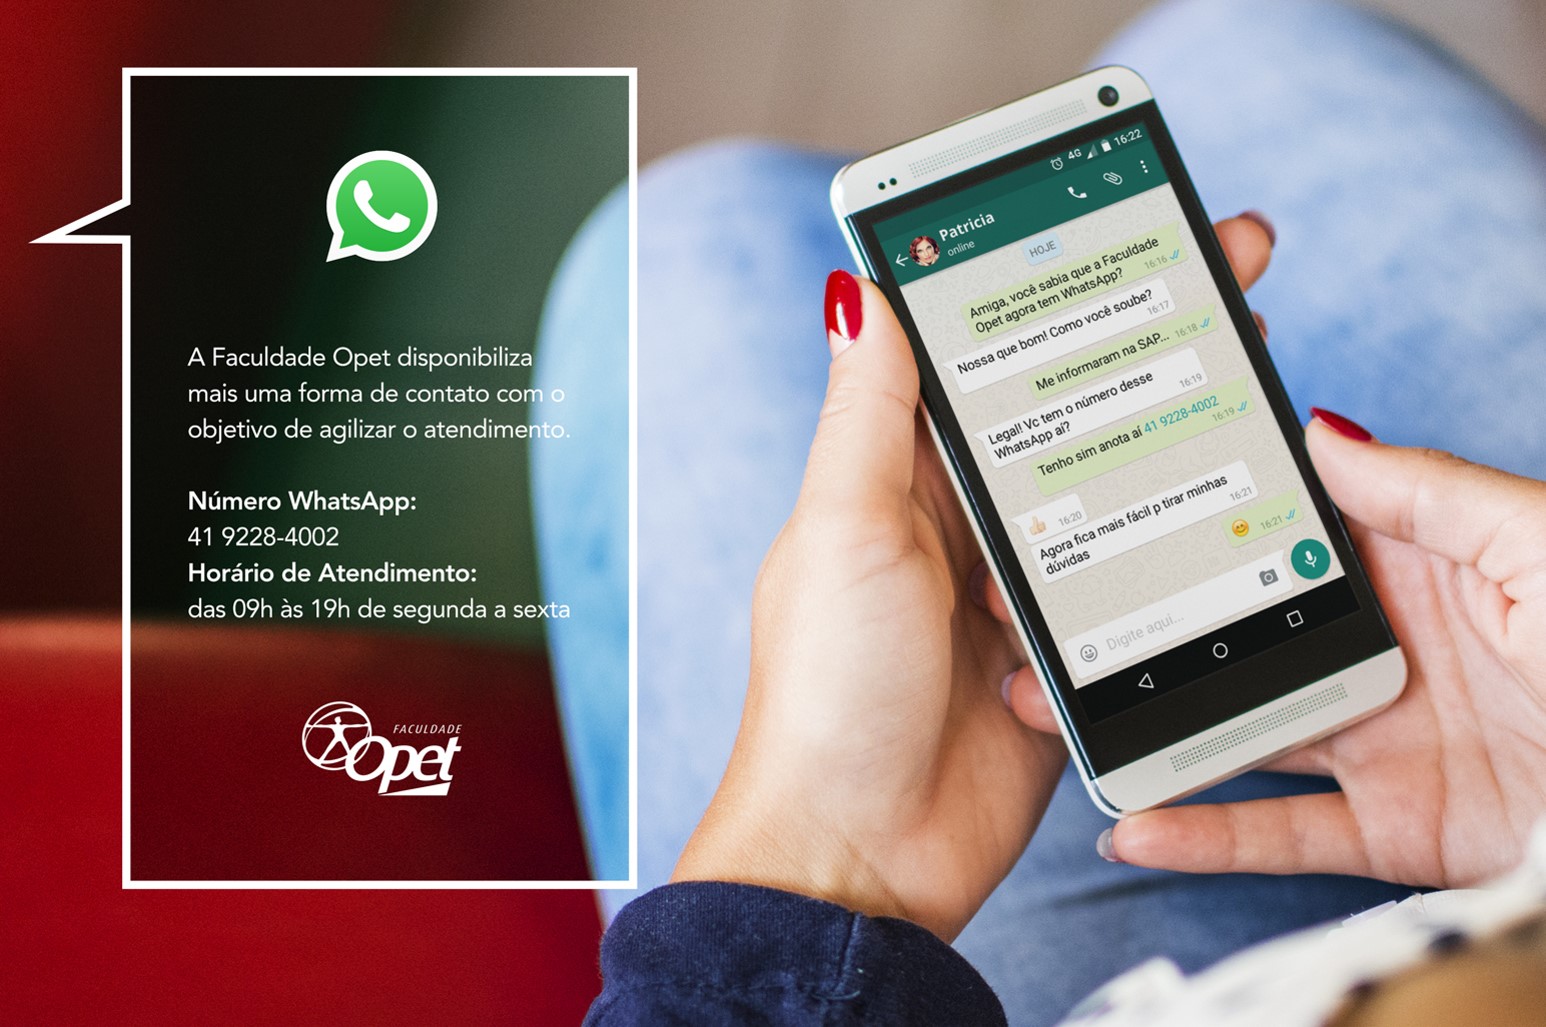 A Faculdade Opet disponibiliza
mais uma forma de contato com o
objetivo de agilizar o atendimento.
Número WhatsApp:
41 9228-4002
Horário de Atendimento:
das 09h às 19h de segunda a sexta
FACULDADE
Opet
4G 16:22
Patricia
online
HOJE
Amiga, você sabia que a Faculdade
Opet agora tem WhatsApp? 16:16
Nossa que bom! Como você soube?
16:17
Me informaram na SAP... 16:18
Legal! Vc tem o número desse
WhatsApp aí? 16:19
Tenho sim anota aí 41 9228-4002
16:19
👍 16:20
Agora fica mais fácil p tirar minhas
dúvidas 16:21
😄 16:21
Digite aqui...